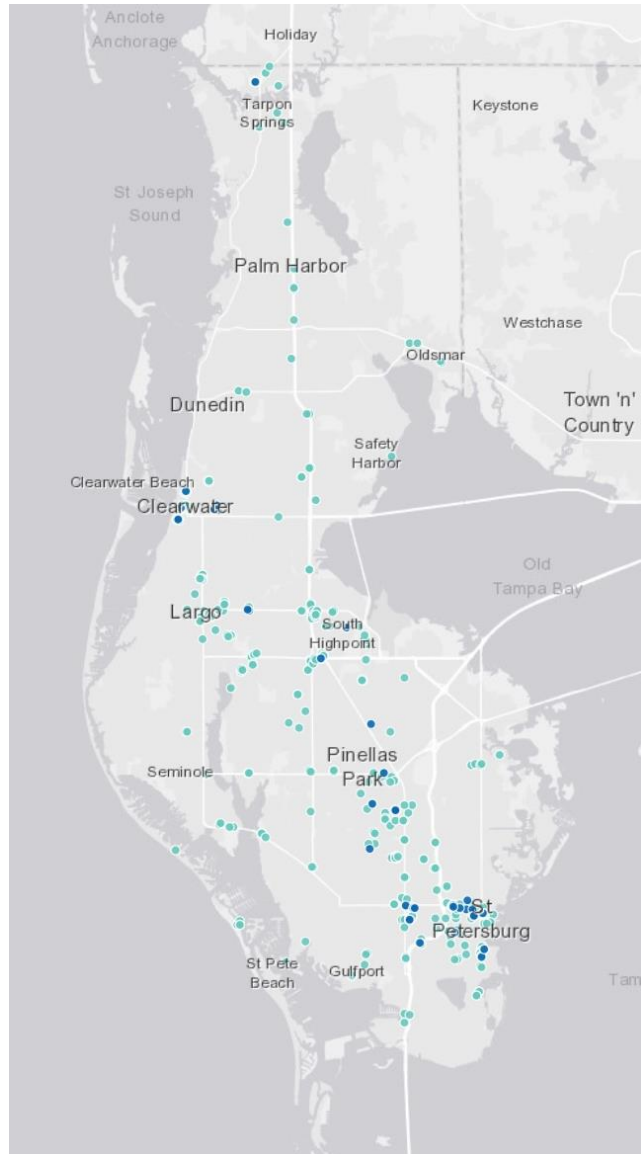 Anclote
Anchorage
Holiday
Tarpon
Springs
Keystone
St Joseph
Sound
Palm Harbor
Westchase
Oldsmar
Dunedin
Town 'n'
Country
Safety
Harbor
Clearwater Beach
Clearwater
Old
Tampa Bay
Largo
South
Highpoint
Pinellas
Park
Seminole
St
Petersburg
St Pete
Beach
Gulfport
Tam